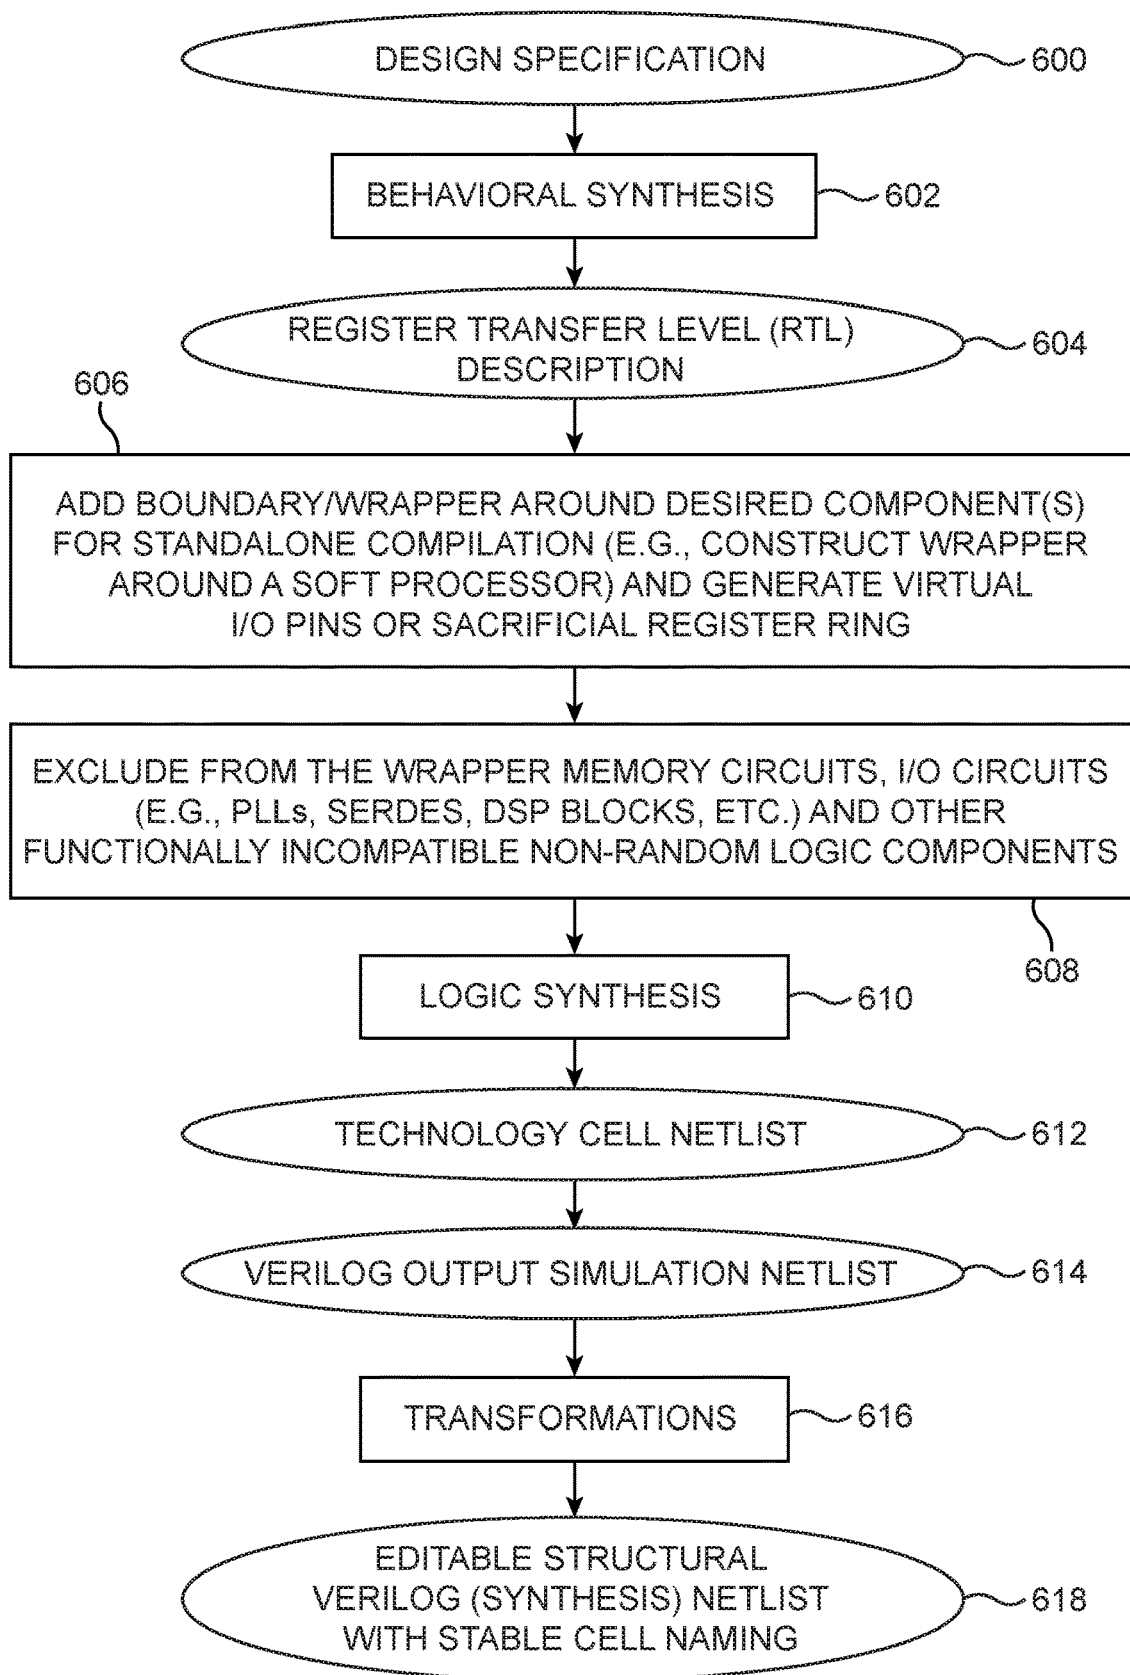 DESIGN SPECIFICATION
600
BEHAVIORAL SYNTHESIS
602
REGISTER TRANSFER LEVEL (RTL)
DESCRIPTION
604
606
ADD BOUNDARY/WRAPPER AROUND DESIRED COMPONENT(S)
FOR STANDALONE COMPILATION (E.G., CONSTRUCT WRAPPER
AROUND A SOFT PROCESSOR) AND GENERATE VIRTUAL
I/O PINS OR SACRIFICIAL REGISTER RING
EXCLUDE FROM THE WRAPPER MEMORY CIRCUITS, I/O CIRCUITS
(E.G., PLLs, SERDES, DSP BLOCKS, ETC.) AND OTHER
FUNCTIONALLY INCOMPATIBLE NON-RANDOM LOGIC COMPONENTS
608
LOGIC SYNTHESIS
610
TECHNOLOGY CELL NETLIST
612
VERILOG OUTPUT SIMULATION NETLIST
614
TRANSFORMATIONS
616
EDITABLE STRUCTURAL
VERILOG (SYNTHESIS) NETLIST
WITH STABLE CELL NAMING
618